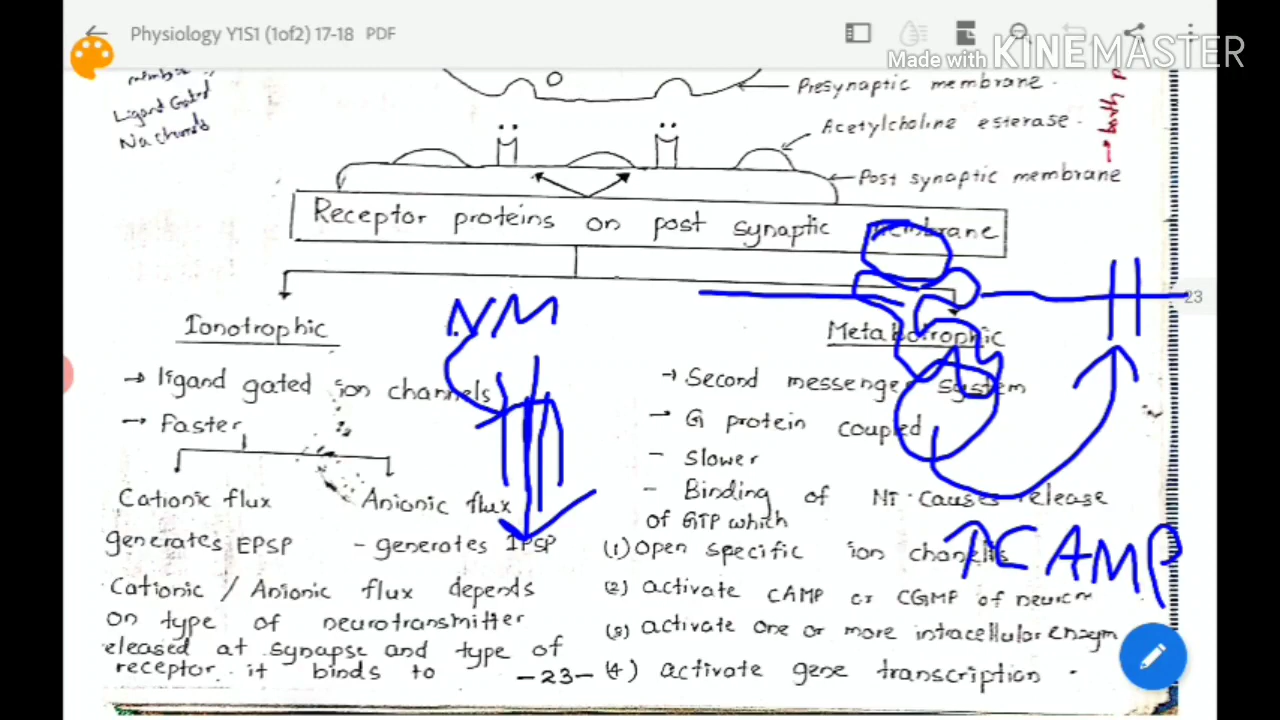 Physiology Y1S1 (1of2) 17-18 PDF
Made with KINEMASTER
membrane
Ligand Gated
Na channels
Presynaptic membrane.
Acetylcholine esterase.
Post synaptic membrane
Receptor proteins on post synaptic membrane
23
NM
Ionotrophic
Metabotrophic
→ ligand gated ion channels
→ Second messenger system
- Faster
- G protein coupled
- Slower
Cationic flux
Anionic flux
- Binding of NT causes release
of GTP which
generates EPSP
- generates IPSP
(1) Open specific ion chanells
↑CAMP
Cationic / Anionic flux depends
(2) activate CAMP or CGMP of neuron
on type of neurotransmitter
(3) activate one or more intracellular enzym
eleased at synapse and type of
receptor it binds to
-23-
(4) activate gene transcription.